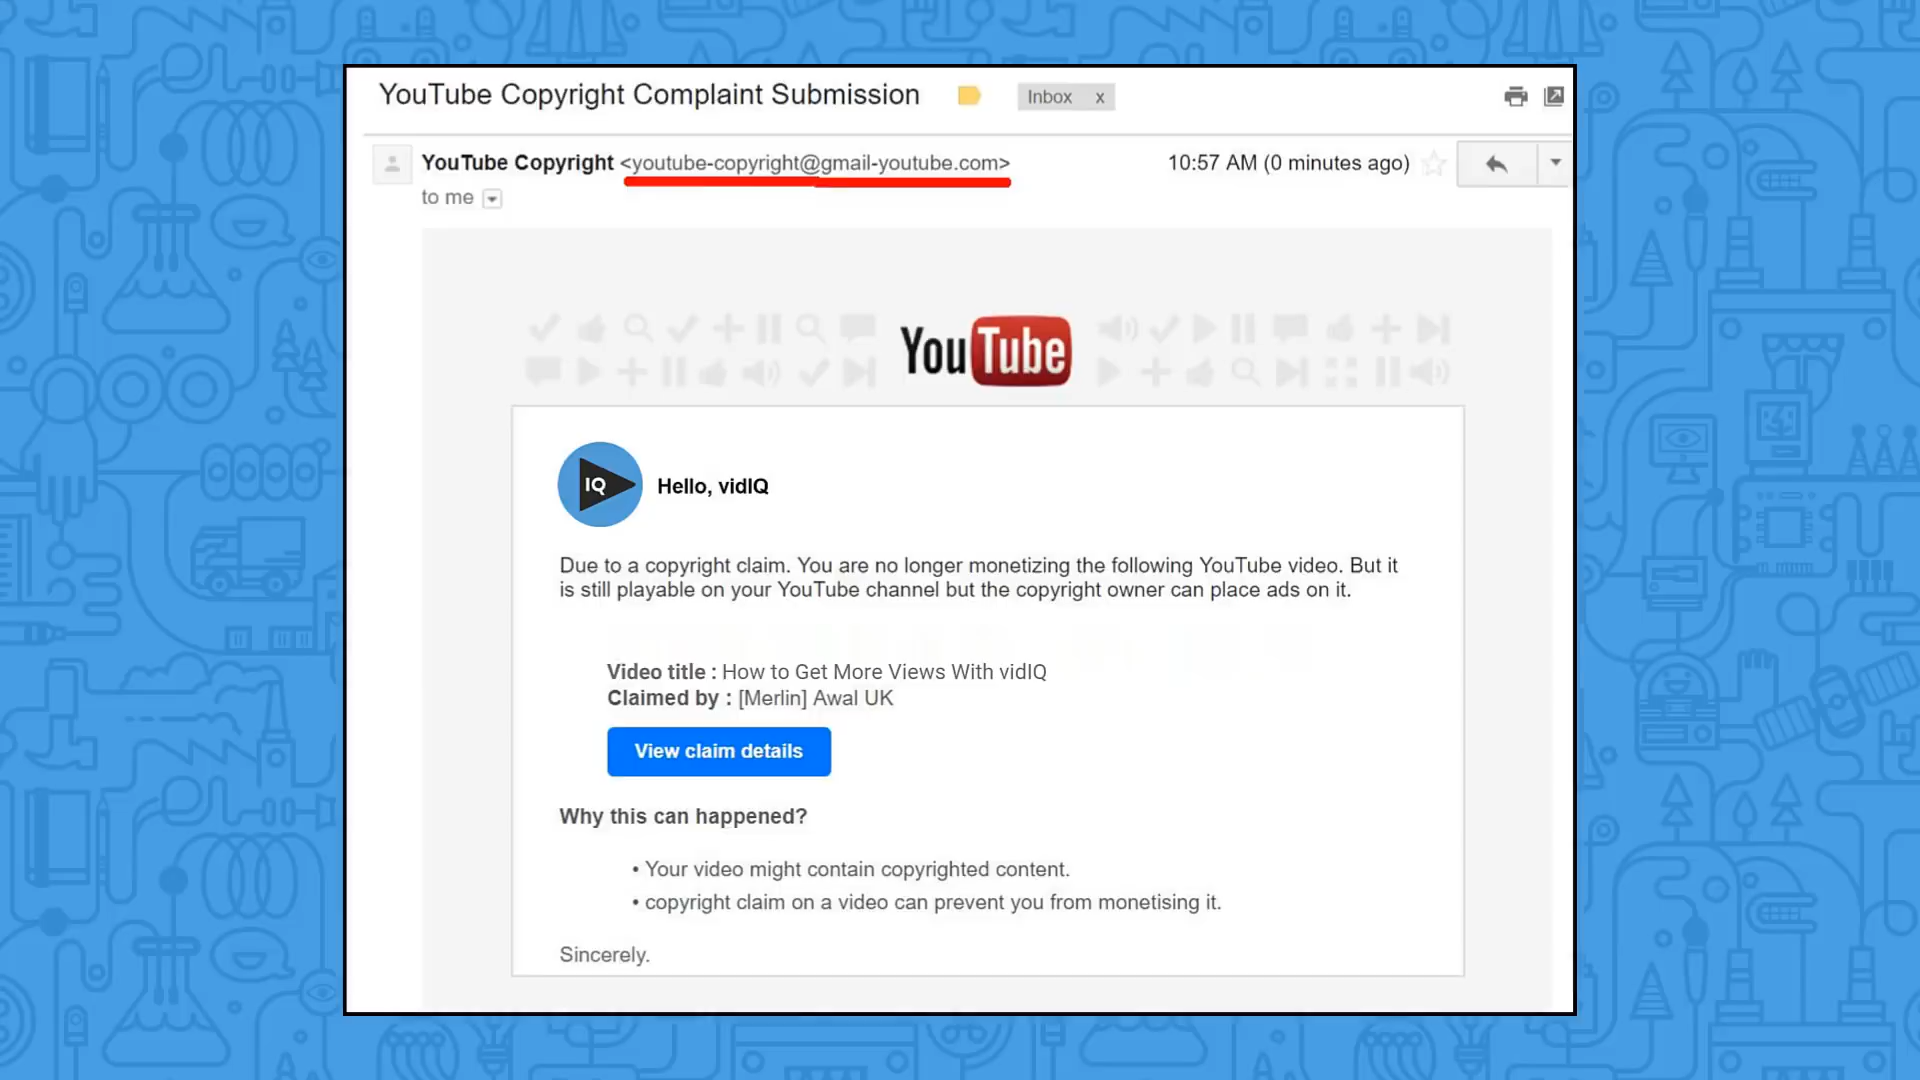 YouTube Copyright Complaint Submission Inbox x
YouTube Copyright <youtube-copyright@gmail-youtube.com> 10:57 AM (0 minutes ago)
to me
YouTube
IQ Hello, vidIQ
Due to a copyright claim. You are no longer monetizing the following YouTube video. But it
is still playable on your YouTube channel but the copyright owner can place ads on it.
Video title : How to Get More Views With vidIQ
Claimed by : [Merlin] Awal UK
View claim details
Why this can happened?
• Your video might contain copyrighted content.
• copyright claim on a video can prevent you from monetising it.
Sincerely.